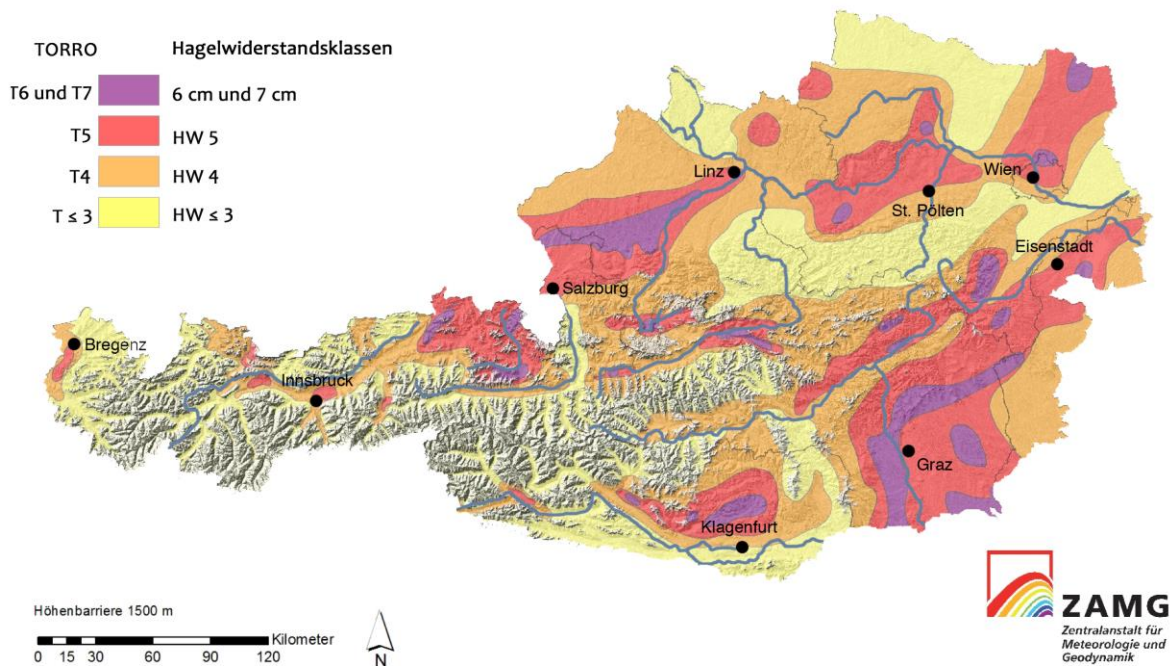 TORRO Hagelwiderstandsklassen
T6 und T7 6 cm und 7 cm
T5 HW 5
T4 HW 4
T ≤ 3 HW ≤ 3
Linz
Wien
St. Pölten
Eisenstadt
Salzburg
Bregenz
Innsbruck
Graz
Klagenfurt
Höhenbarriere 1500 m
Kilometer
0 15 30 60 90 120
N
ZAMG
Zentralanstalt für
Meteorologie und
Geodynamik